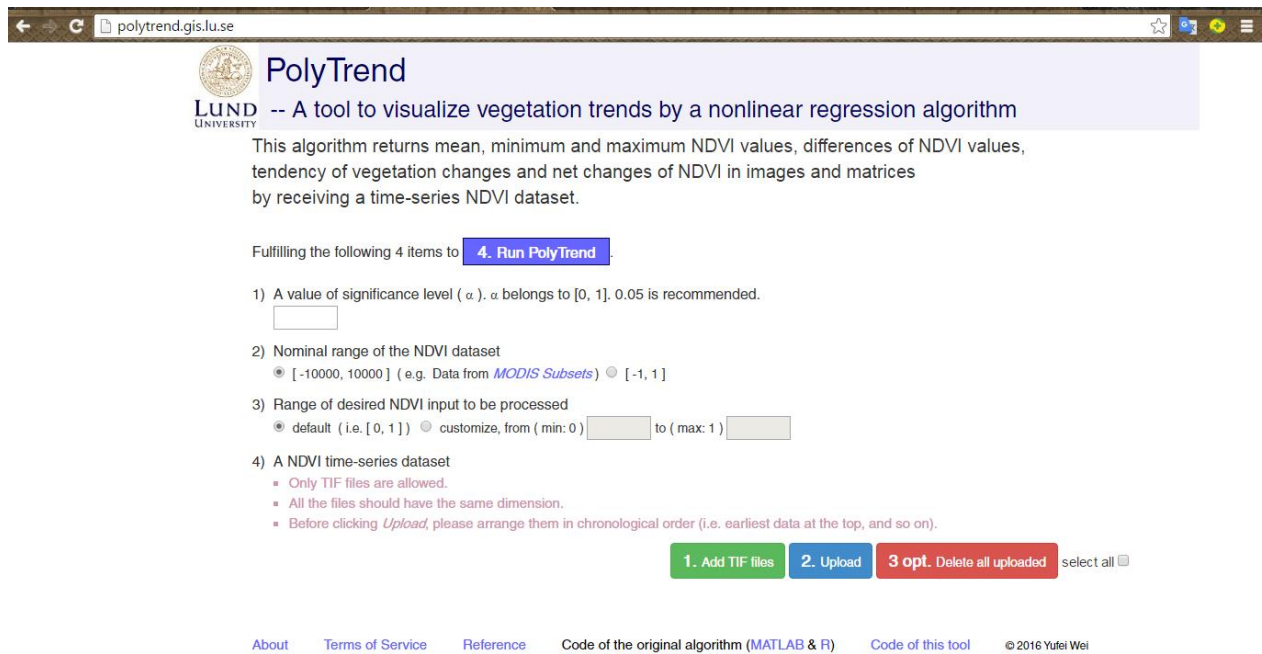 polytrend.gis.lu.se
PolyTrend
LUND
UNIVERSITY
-- A tool to visualize vegetation trends by a nonlinear regression algorithm
This algorithm returns mean, minimum and maximum NDVI values, differences of NDVI values,
tendency of vegetation changes and net changes of NDVI in images and matrices
by receiving a time-series NDVI dataset.
Fulfilling the following 4 items to 4. Run PolyTrend.
1) A value of significance level ( α ). α belongs to [0, 1]. 0.05 is recommended.
2) Nominal range of the NDVI dataset
[ -10000, 10000 ] ( e.g. Data from MODIS Subsets ) [ -1, 1 ]
3) Range of desired NDVI input to be processed
default ( i.e. [ 0, 1 ] ) customize, from ( min: 0 ) to ( max: 1 )
4) A NDVI time-series dataset
▪ Only TIF files are allowed.
▪ All the files should have the same dimension.
▪ Before clicking Upload, please arrange them in chronological order (i.e. earliest data at the top, and so on).
1. Add TIF files 2. Upload 3 opt. Delete all uploaded select all
About Terms of Service Reference Code of the original algorithm (MATLAB & R) Code of this tool © 2016 Yufei Wei